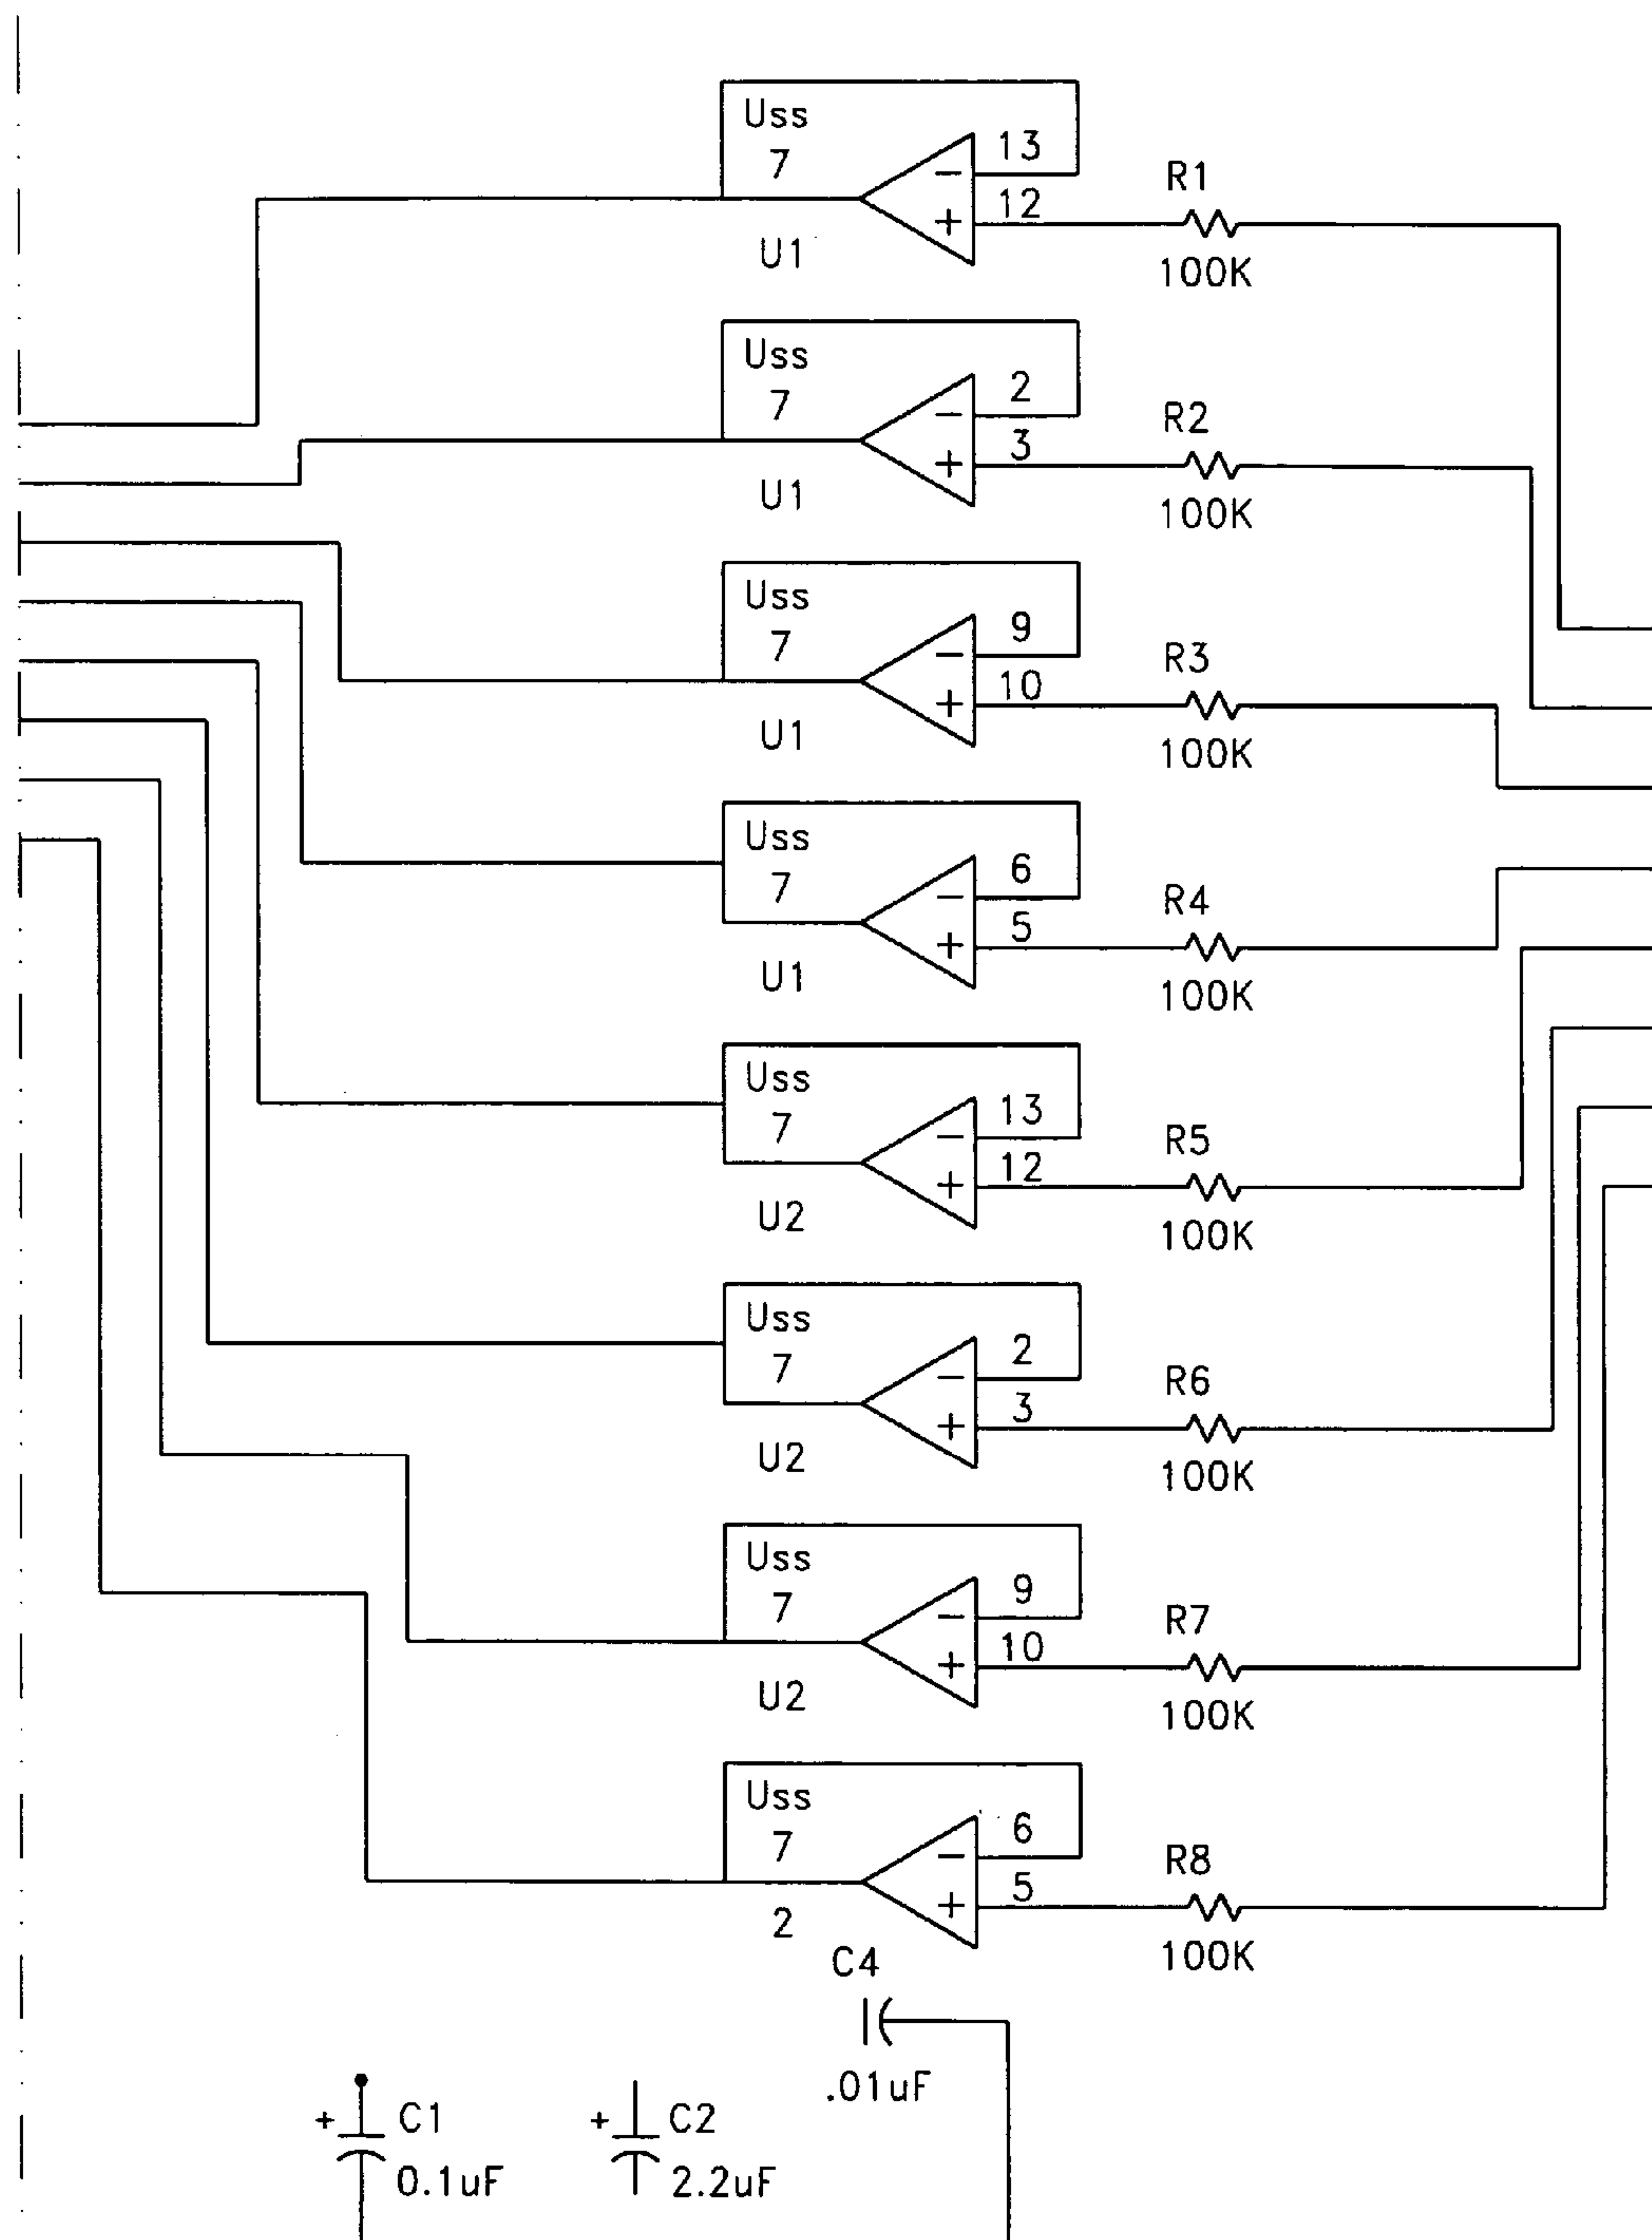 Uss
7
13
−
12
+
U1
R1
100K
Uss
7
2
−
3
+
U1
R2
100K
Uss
7
9
−
10
+
U1
R3
100K
Uss
7
6
−
5
+
U1
R4
100K
Uss
7
13
−
12
+
U2
R5
100K
Uss
7
2
−
3
+
U2
R6
100K
Uss
7
9
−
10
+
U2
R7
100K
Uss
7
6
−
5
+
2
R8
100K
C4
.01uF
+ C1
0.1uF
+ C2
2.2uF